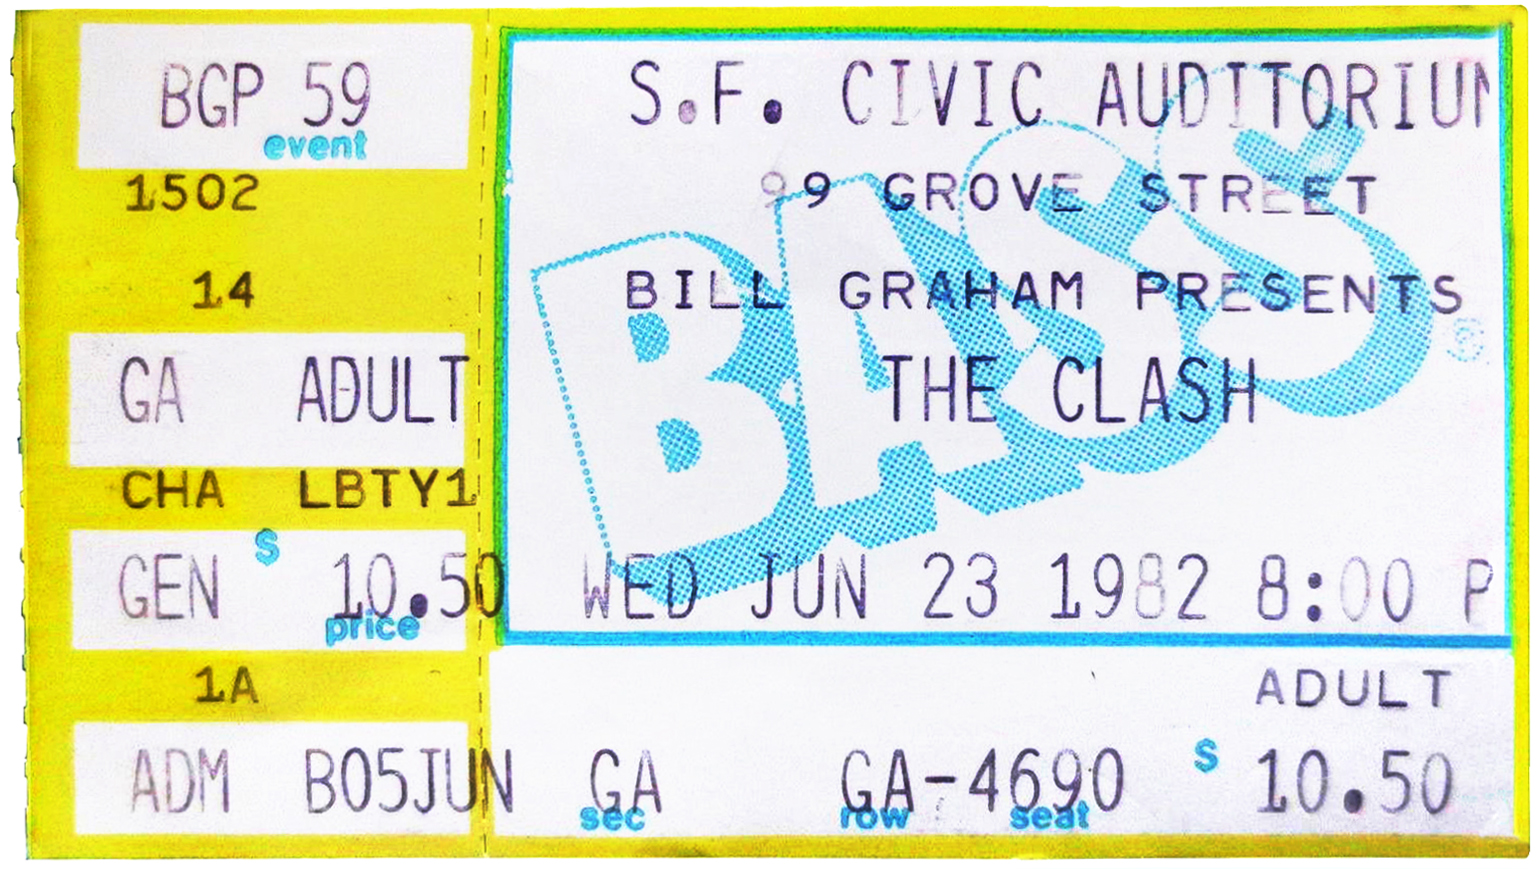 BGP 59
event
1502
14
GA ADULT
CHA LBTY1
$
GEN 10.50
price
1A
ADM B05JUN
S.F. CIVIC AUDITORIUM
99 GROVE STREET
BILL GRAHAM PRESENTS
THE CLASH
BASS®
WED JUN 23 1982 8:00 P
ADULT
GA GA-4690 $ 10.50
sec row seat